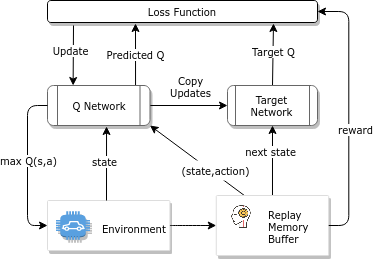 Loss Function
Update
Predicted Q
Target Q
Copy
Updates
Q Network
Target
Network
max Q(s,a)
state
(state,action)
next state
reward
Environment
Replay
Memory
Buffer